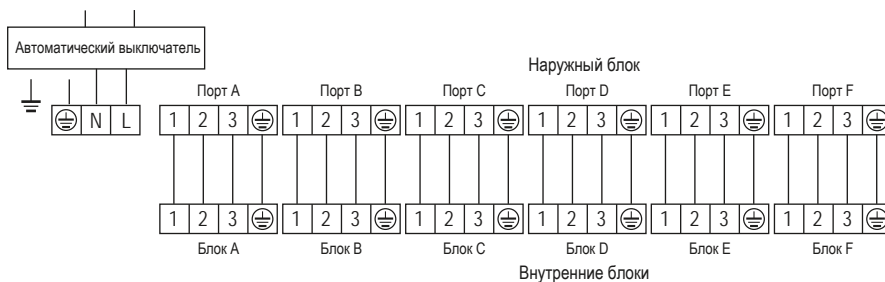 Автоматический выключатель
Наружный блок
Порт A Порт B Порт C Порт D Порт E Порт F
N L 1 2 3 1 2 3 1 2 3 1 2 3 1 2 3 1 2 3
1 2 3 1 2 3 1 2 3 1 2 3 1 2 3 1 2 3
Блок A Блок B Блок C Блок D Блок E Блок F
Внутренние блоки